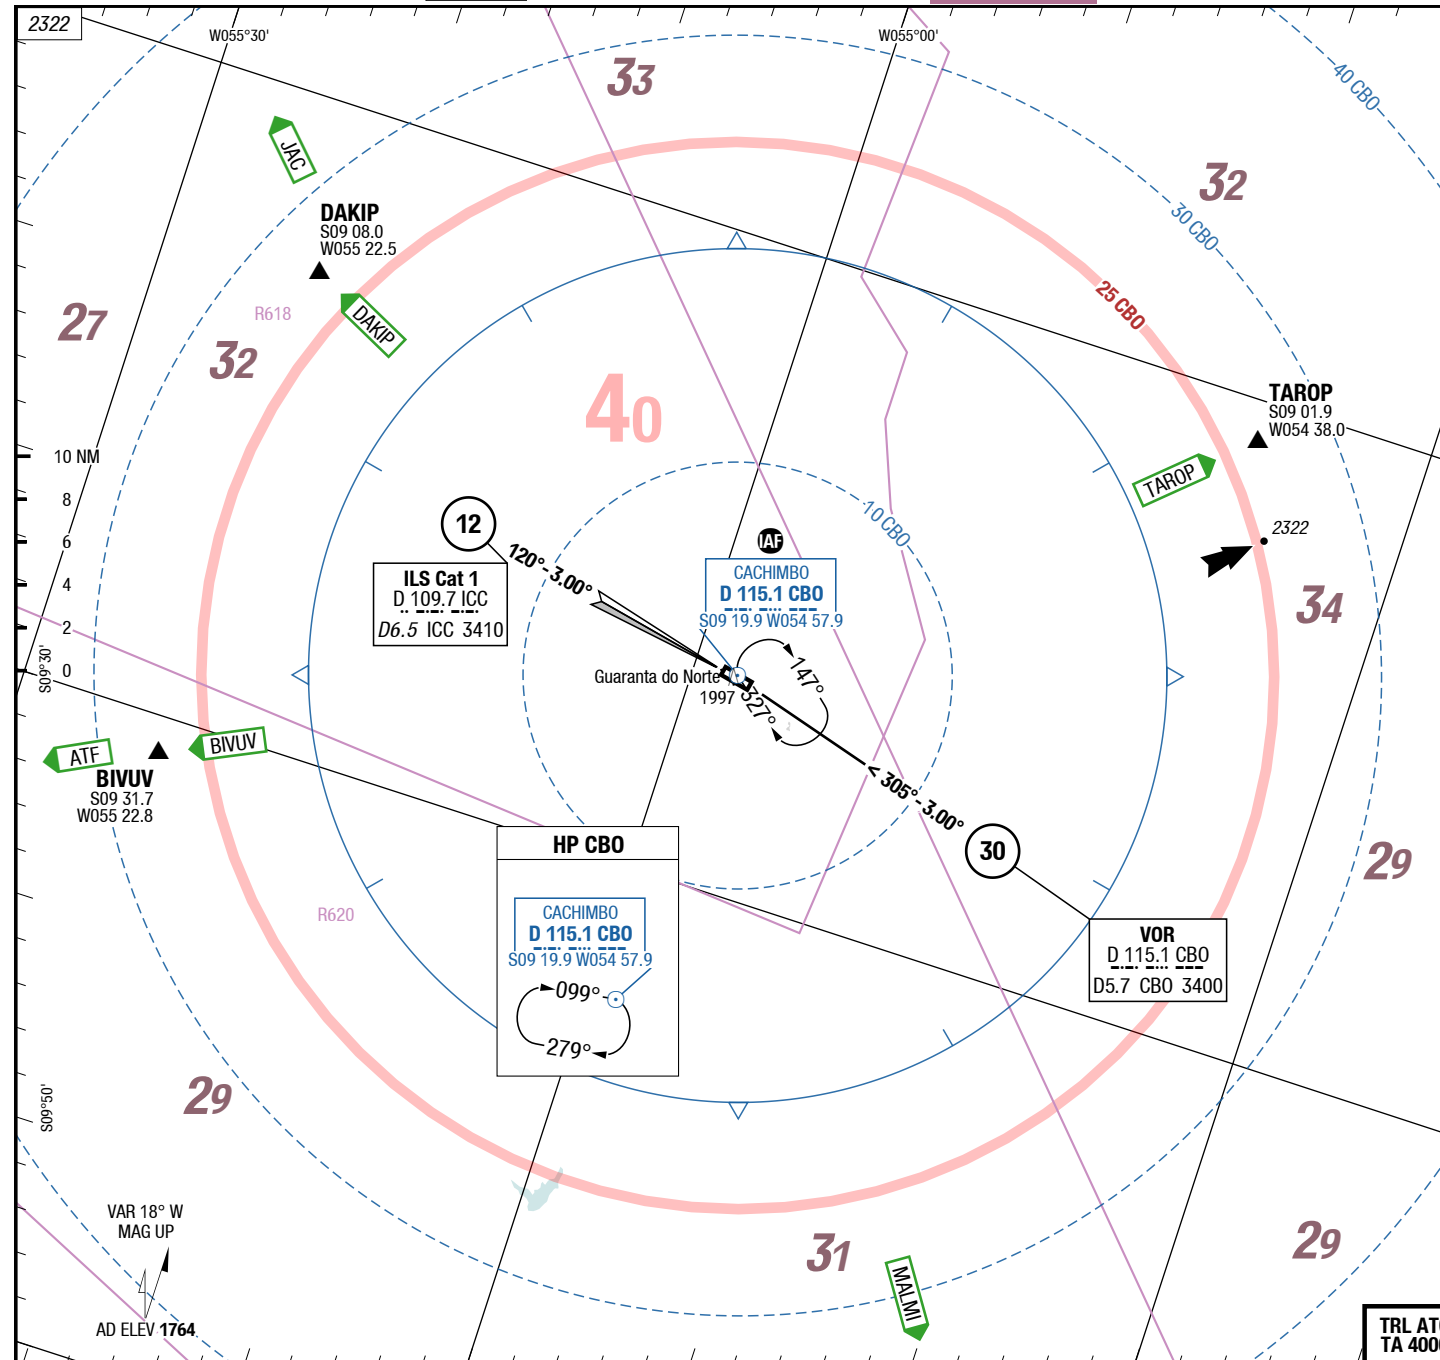 2322
W055°30'
W055°00'
33
40 CBO
JAC
32
DAKIP
S09 08.0
W055 22.5
30 CBO
27
R618
DAKIP
32
25 CBO
40
TAROP
S09 01.9
W054 38.0
10 NM
8
6
4
2
0
TAROP
12
120°-3.00°
10 CBO
IAF
2322
ILS Cat 1
D 109.7 ICC
D6.5 ICC 3410
CACHIMBO
D 115.1 CBO
S09 19.9 W054 57.9
34
S09°30'
Guaranta do Norte
1997
147°
327°
ATF
BIVUV
BIVUV
S09 31.7
W055 22.8
< 305°-3.00°
30
29
HP CBO
CACHIMBO
D 115.1 CBO
S09 19.9 W054 57.9
099°
279°
R620
VOR
D 115.1 CBO
D5.7 CBO 3400
29
S09°50'
VAR 18° W
MAG UP
AD ELEV 1764
31
MALMI
29
TRL AT
TA 400